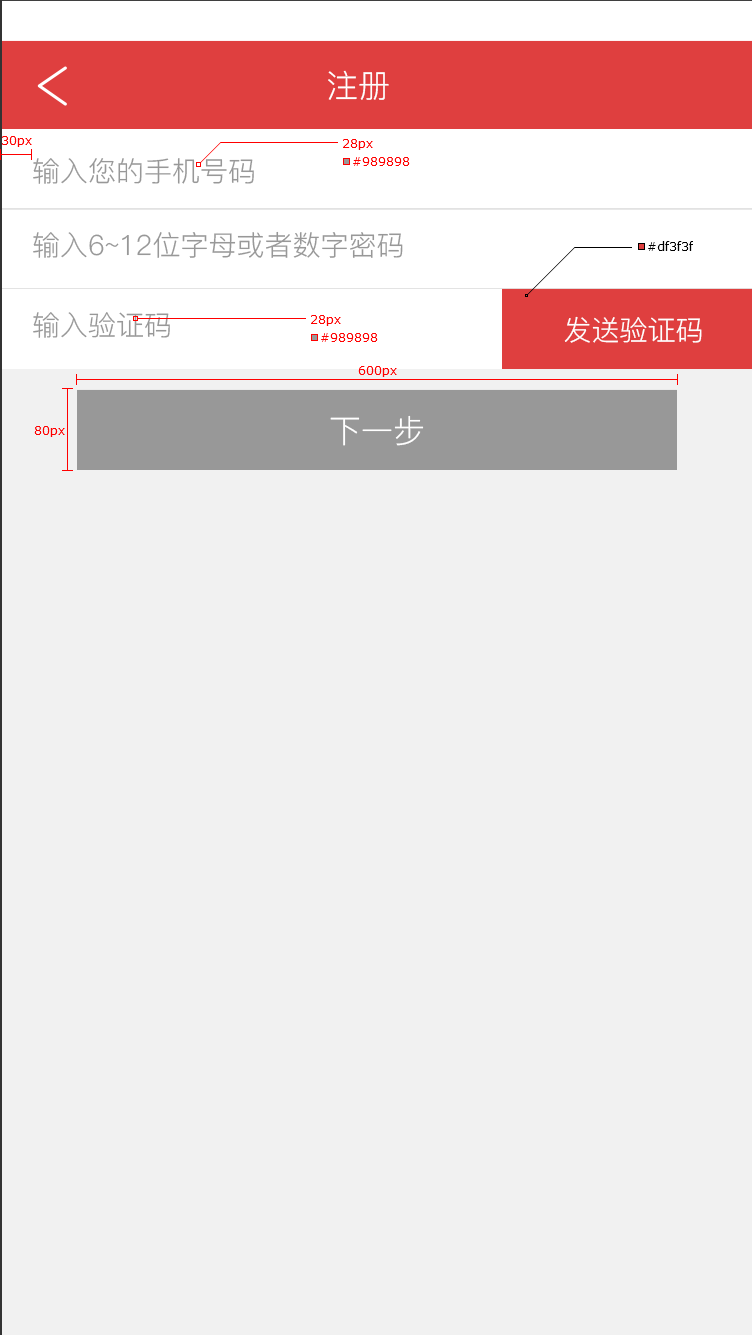 注册
30px
28px
#989898
输入您的手机号码
输入6~12位字母或者数字密码
#df3f3f
输入验证码
28px
#989898
发送验证码
600px
80px
下一步